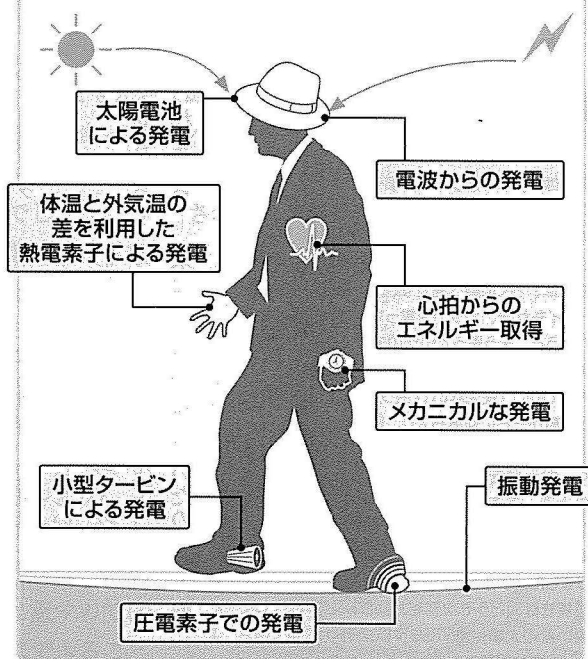 太陽電池
による発電
電波からの発電
体温と外気温の
差を利用した
熱電素子による発電
心拍からの
エネルギー取得
メカニカルな発電
小型タービン
による発電
振動発電
圧電素子での発電